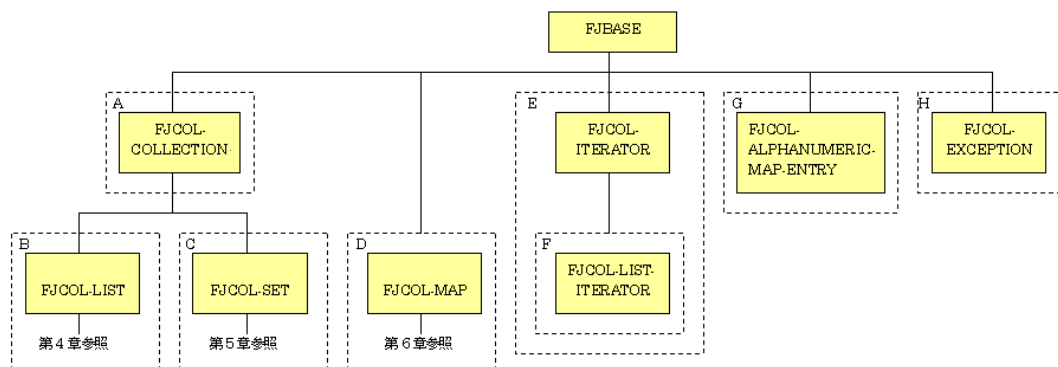 FJBASE
A
FJCOL-
COLLECTION
E
FJCOL-
ITERATOR
G
FJCOL-
ALPHANUMERIC-
MAP-ENTRY
H
FJCOL-
EXCEPTION
B
FJCOL-LIST
第4章参照
C
FJCOL-SET
第5章参照
D
FJCOL-MAP
第6章参照
F
FJCOL-LIST-
ITERATOR